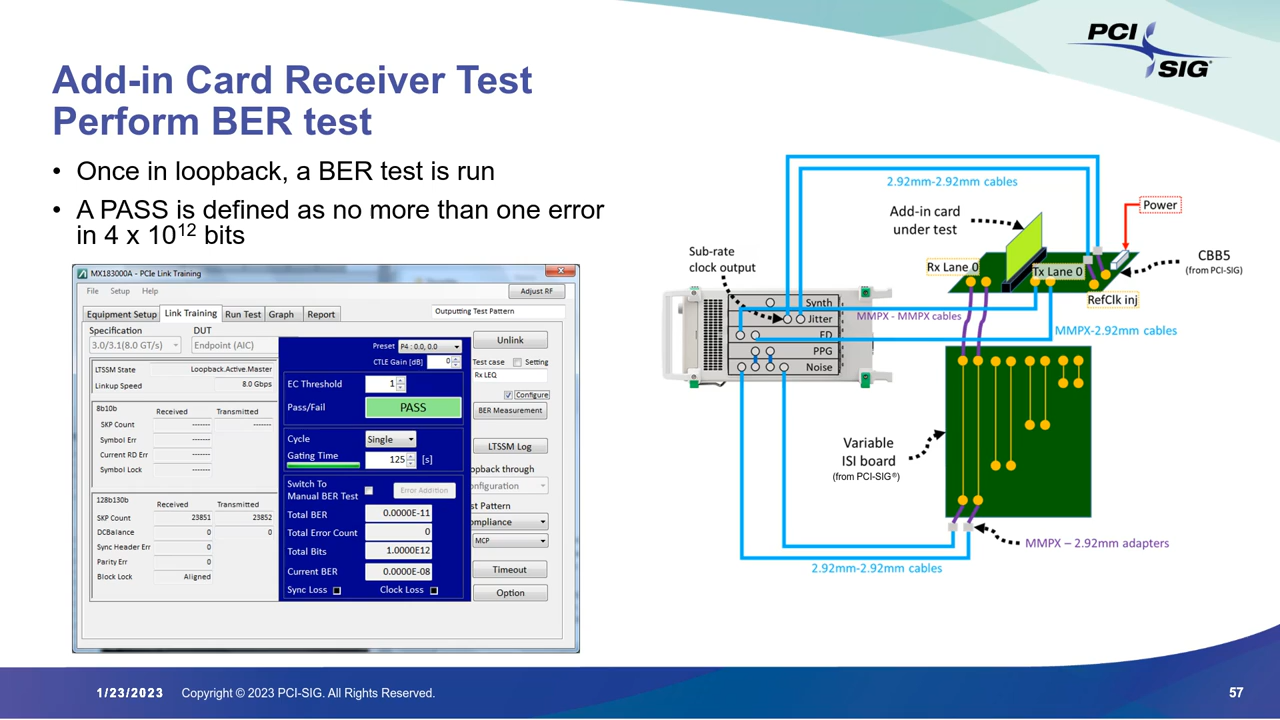 PCI
SIG
Add-in Card Receiver Test
Perform BER test
• Once in loopback, a BER test is run
• A PASS is defined as no more than one error
in 4 x 10¹² bits
MX183000A - PCIe Link Training
File Setup Help
Adjust RF
Equipment Setup Link Training Run Test Graph Report
Outputting Test Pattern
Specification DUT
3.0/3.1(8.0 GT/s) Endpoint (AIC)
Unlink
LTSSM State Loopback.Active.Master
Linkup Speed 8.0 Gbps
8b10b Received Transmitted
SKP Count ------- -------
Symbol Err -------
Current RD Err -------
Symbol Lock -------
128b130b Received Transmitted
SKP Count 23851 23852
DCBalance 0 0
Sync Header Err 0
Parity Err 0
Block Lock Aligned
Preset P4 : 0.0, 0.0
CTLE Gain [dB] 0
EC Threshold 1
Pass/Fail PASS
Cycle Single
Gating Time 125 [s]
Switch To
Manual BER Test Error Addition
Total BER 0.0000E-11
Total Error Count 0
Total Bits 1.0000E12
Current BER 0.0000E-08
Sync Loss Clock Loss
Test case Setting
Rx LEQ
Configure
BER Measurement
LTSSM Log
opback through
nfiguration
st Pattern
mpliance
MCP
Timeout
Option
2.92mm-2.92mm cables
Add-in card
under test
Power
Sub-rate
clock output
Rx Lane 0
Tx Lane 0
CBB5
(from PCI-SIG)
RefClk inj
Synth
Jitter
ED
PPG
Noise
MMPX - MMPX cables
MMPX-2.92mm cables
Variable
ISI board
(from PCI-SIG®)
MMPX – 2.92mm adapters
2.92mm-2.92mm cables
1/23/2023 Copyright © 2023 PCI-SIG. All Rights Reserved. 57